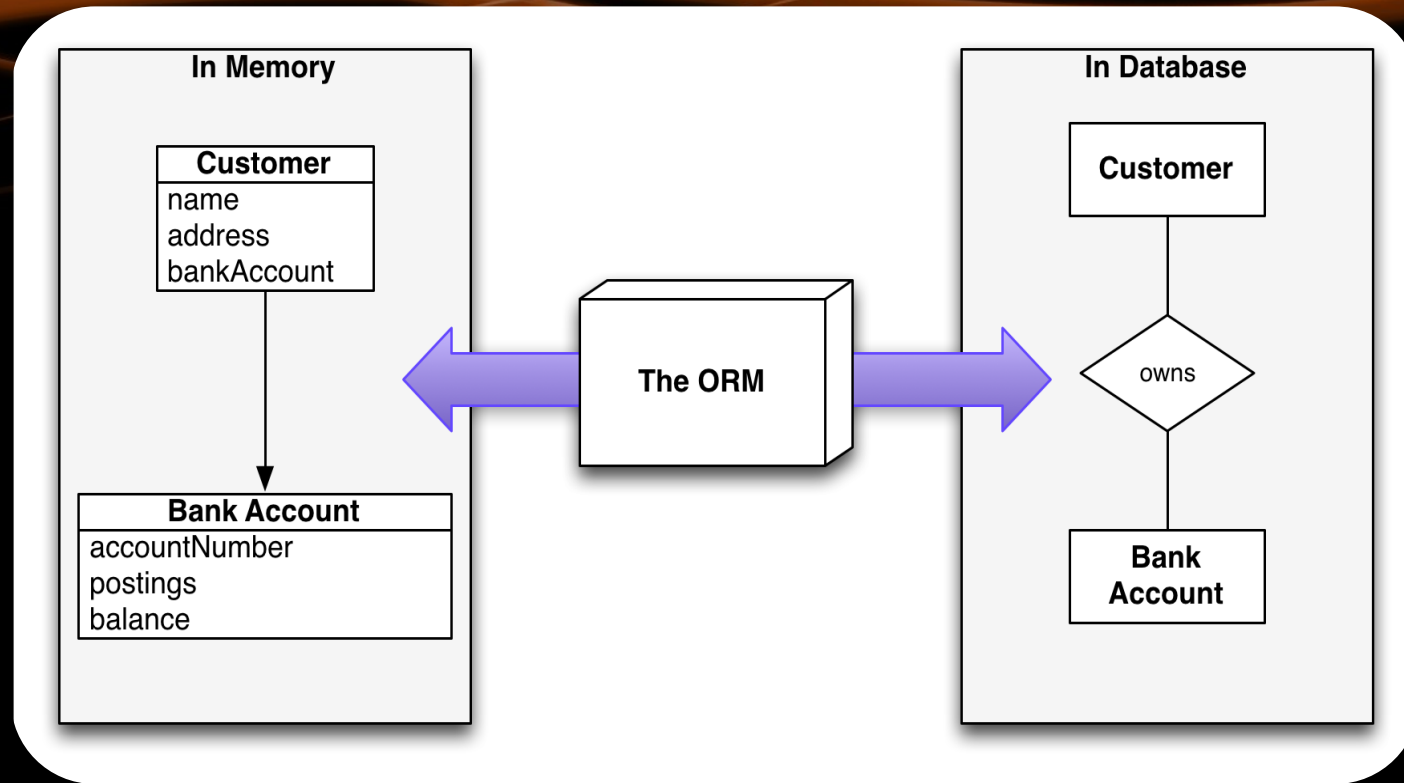 In Memory
Customer
name
address
bankAccount
Bank Account
accountNumber
postings
balance
The ORM
In Database
Customer
owns
Bank
Account